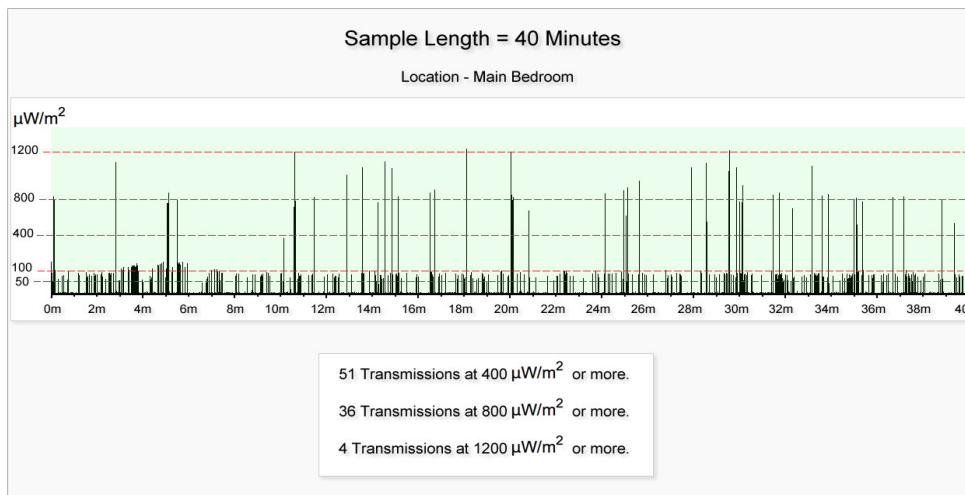 Sample Length = 40 Minutes
Location - Main Bedroom
µW/m²
1200
800
400
100
50
0m 2m 4m 6m 8m 10m 12m 14m 16m 18m 20m 22m 24m 26m 28m 30m 32m 34m 36m 38m 40
51 Transmissions at 400 µW/m² or more.
36 Transmissions at 800 µW/m² or more.
4 Transmissions at 1200 µW/m² or more.